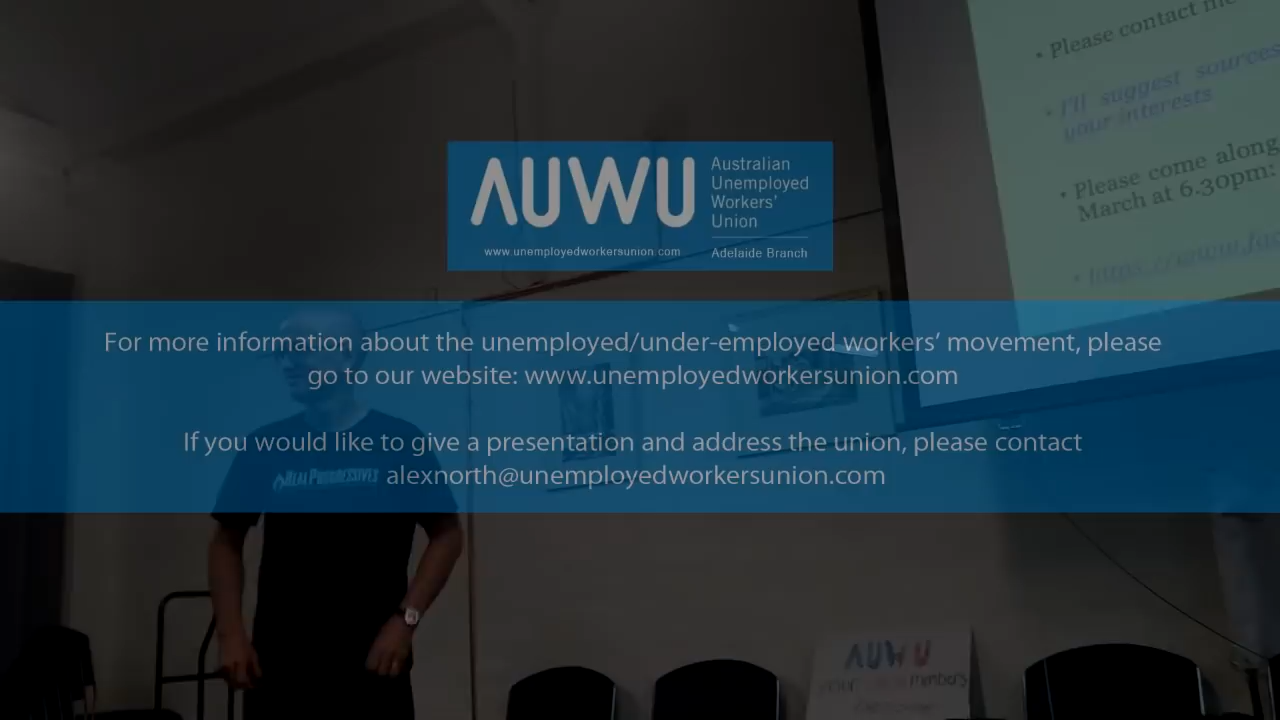 Please contact me
I'll suggest sources
your interests
Please come along
March at 6.30pm:
AUWU
Australian
Unemployed
Workers'
Union
www.unemployedworkersunion.com
Adelaide Branch
For more information about the unemployed/under-employed workers’ movement, please
go to our website: www.unemployedworkersunion.com
If you would like to give a presentation and address the union, please contact
alexnorth@unemployedworkersunion.com
REAL PROGRESSIVES
AUWU
members